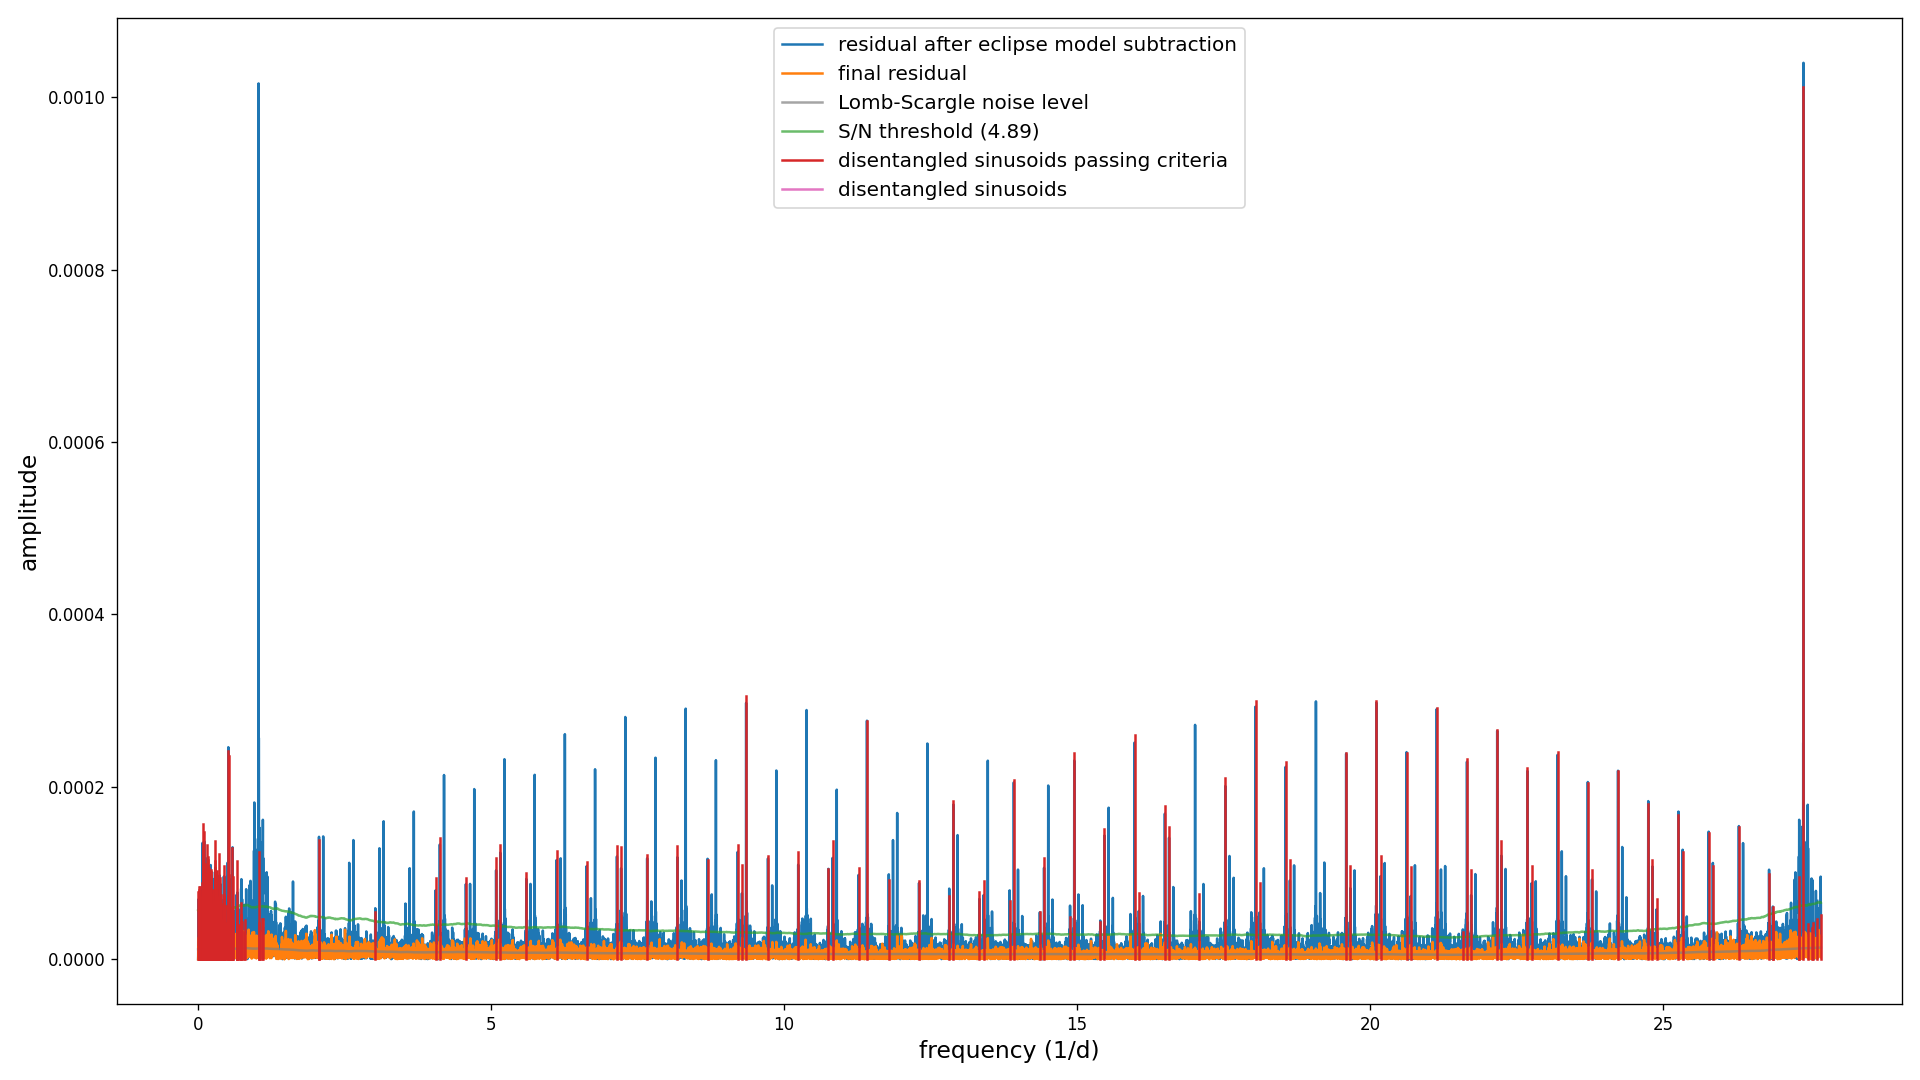 residual after eclipse model subtraction
final residual
Lomb-Scargle noise level
S/N threshold (4.89)
disentangled sinusoids passing criteria
disentangled sinusoids
0.0010
0.0008
0.0006
0.0004
0.0002
0.0000
amplitude
0 5 10 15 20 25
frequency (1/d)